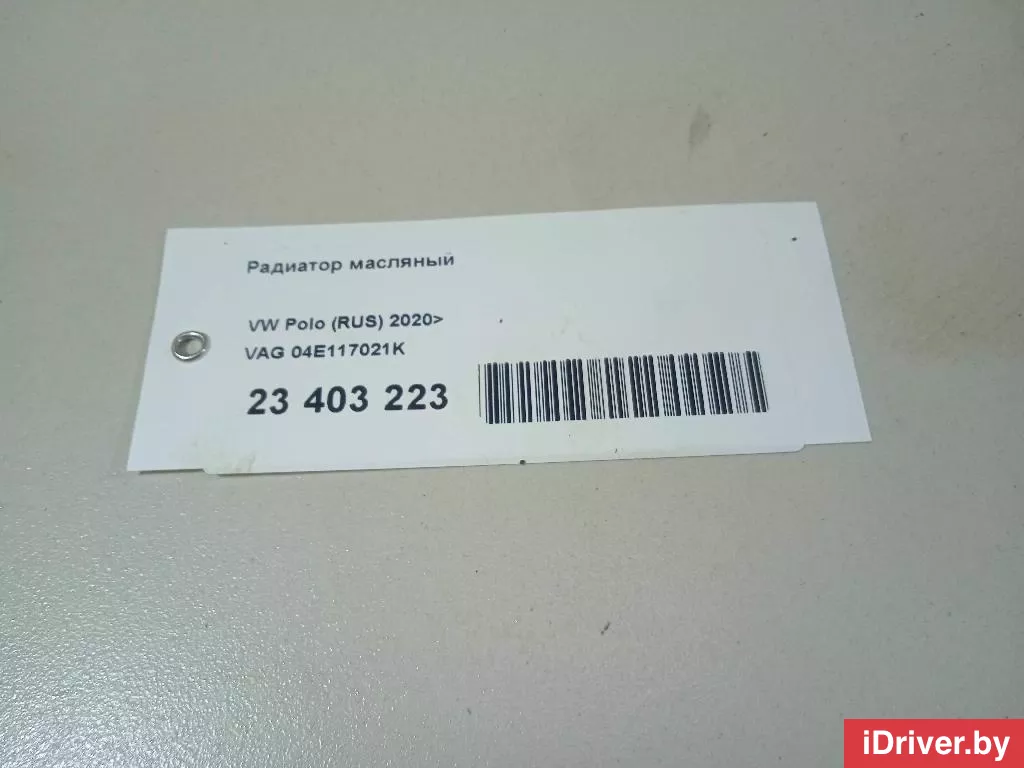 Радиатор масляный
VW Polo (RUS) 2020>
VAG 04E117021K
23 403 223
iDriver.by